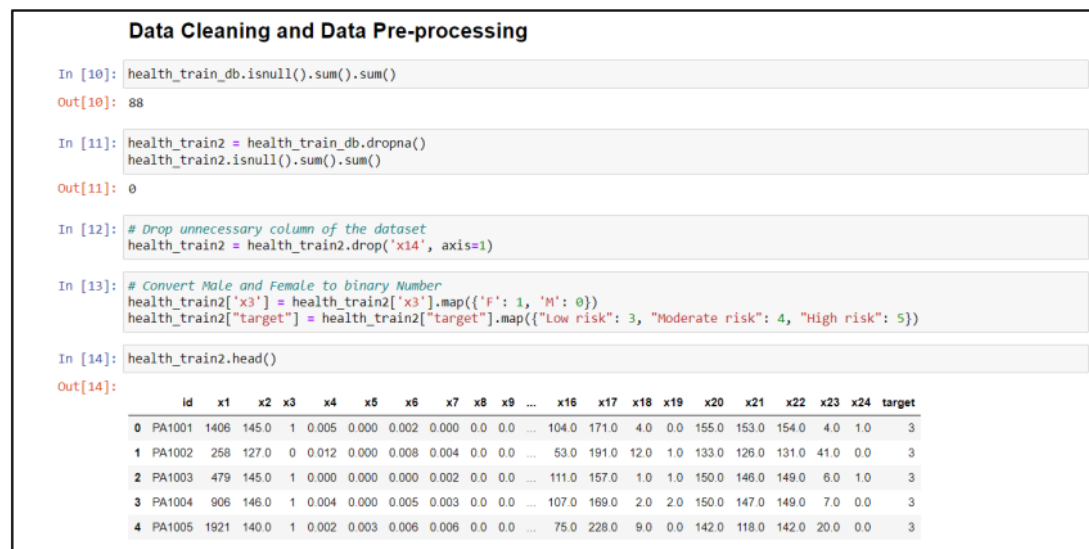 Data Cleaning and Data Pre-processing
In [10]: health_train_db.isnull().sum().sum()
Out[10]: 88
In [11]: health_train2 = health_train_db.dropna()
health_train2.isnull().sum().sum()
Out[11]: 0
In [12]: # Drop unnecessary column of the dataset
health_train2 = health_train2.drop('x14', axis=1)
In [13]: # Convert Male and Female to binary Number
health_train2['x3'] = health_train2['x3'].map({'F': 1, 'M': 0})
health_train2["target"] = health_train2["target"].map({"Low risk": 3, "Moderate risk": 4, "High risk": 5})
In [14]: health_train2.head()
Out[14]:
id x1 x2 x3 x4 x5 x6 x7 x8 x9 ... x16 x17 x18 x19 x20 x21 x22 x23 x24 target
0 PA1001 1406 145.0 1 0.005 0.000 0.002 0.000 0.0 0.0 ... 104.0 171.0 4.0 0.0 155.0 153.0 154.0 4.0 1.0 3
1 PA1002 258 127.0 0 0.012 0.000 0.008 0.004 0.0 0.0 ... 53.0 191.0 12.0 1.0 133.0 126.0 131.0 41.0 0.0 3
2 PA1003 479 145.0 1 0.000 0.000 0.000 0.002 0.0 0.0 ... 111.0 157.0 1.0 1.0 150.0 146.0 149.0 6.0 1.0 3
3 PA1004 906 146.0 1 0.004 0.000 0.005 0.003 0.0 0.0 ... 107.0 169.0 2.0 2.0 150.0 147.0 149.0 7.0 0.0 3
4 PA1005 1921 140.0 1 0.002 0.003 0.006 0.006 0.0 0.0 ... 75.0 228.0 9.0 0.0 142.0 118.0 142.0 20.0 0.0 3